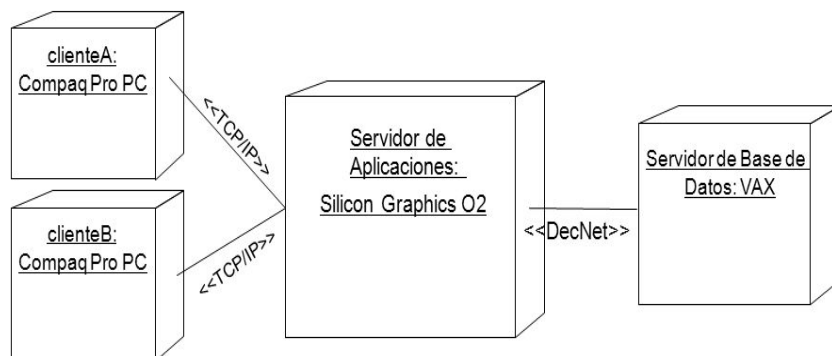 clienteA:
Compaq Pro PC
<<TCP/IP>>
clienteB:
Compaq Pro PC
<<TCP/IP>>
Servidor de
Aplicaciones:
Silicon Graphics O2
<<DecNet>>
Servidor de Base de
Datos: VAX